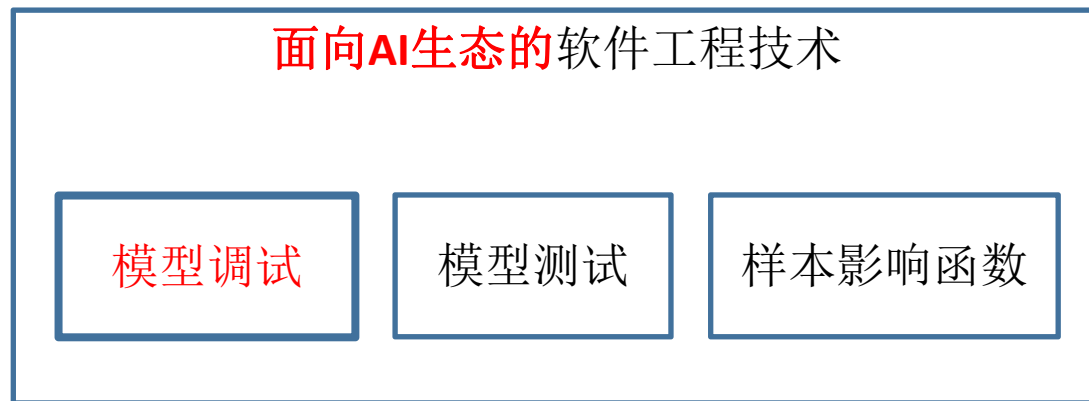 面向AI生态的软件工程技术
模型调试
模型测试
样本影响函数